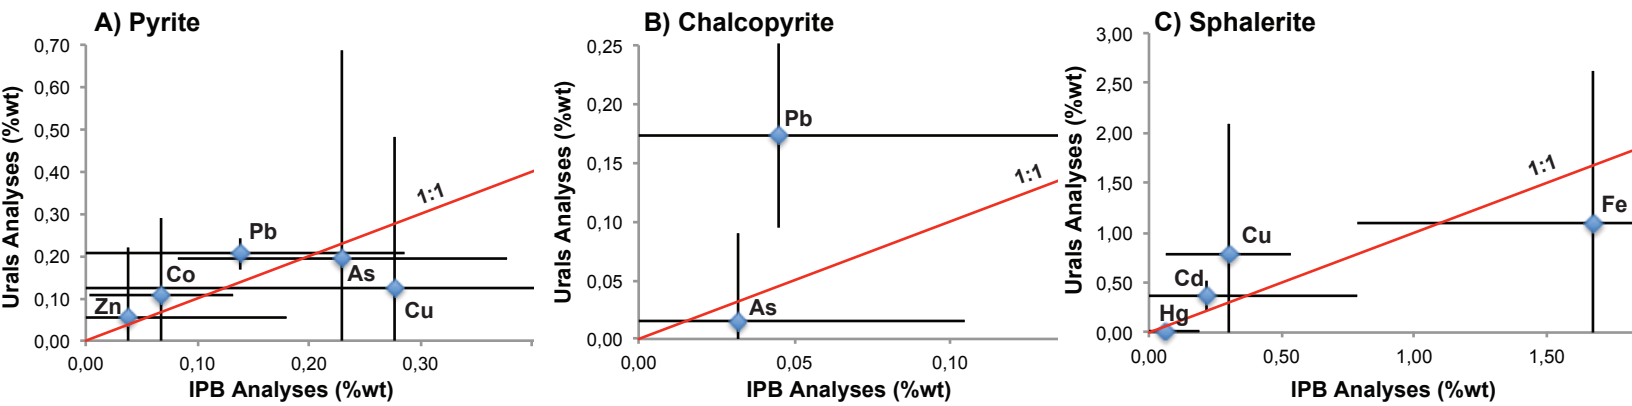 A) Pyrite
0,70
0,60
0,50
0,40
0,30
0,20
0,10
0,00
Urals Analyses (%wt)
1:1
Pb
Co
As
Zn
Cu
0,00
0,10
0,20
0,30
IPB Analyses (%wt)
B) Chalcopyrite
0,25
0,20
0,15
0,10
0,05
0,00
Urals Analyses (%wt)
Pb
1:1
As
0,00
0,05
0,10
IPB Analyses (%wt)
C) Sphalerite
3,00
2,50
2,00
1,50
1,00
0,50
0,00
Urals Analyses (%wt)
1:1
Fe
Cu
Cd
Hg
0,00
0,50
1,00
1,50
IPB Analyses (%wt)